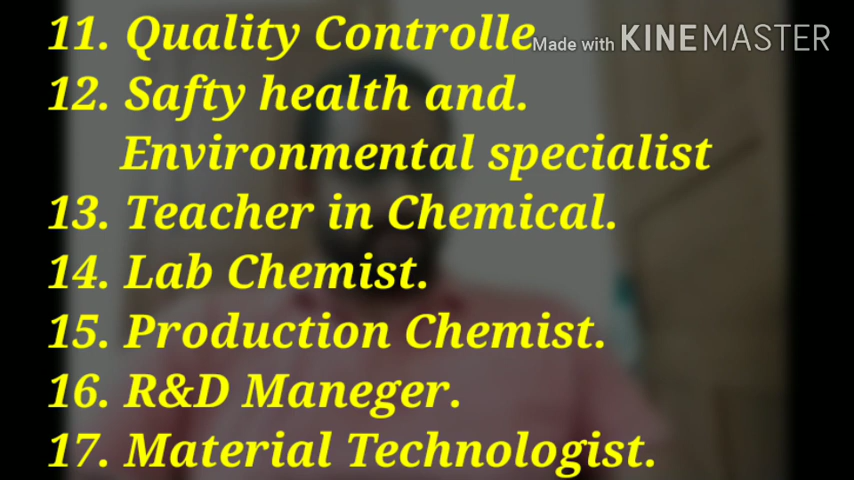 11. Quality Controlle
Made with KINEMASTER
12. Safty health and.
Environmental specialist
13. Teacher in Chemical.
14. Lab Chemist.
15. Production Chemist.
16. R&D Maneger.
17. Material Technologist.